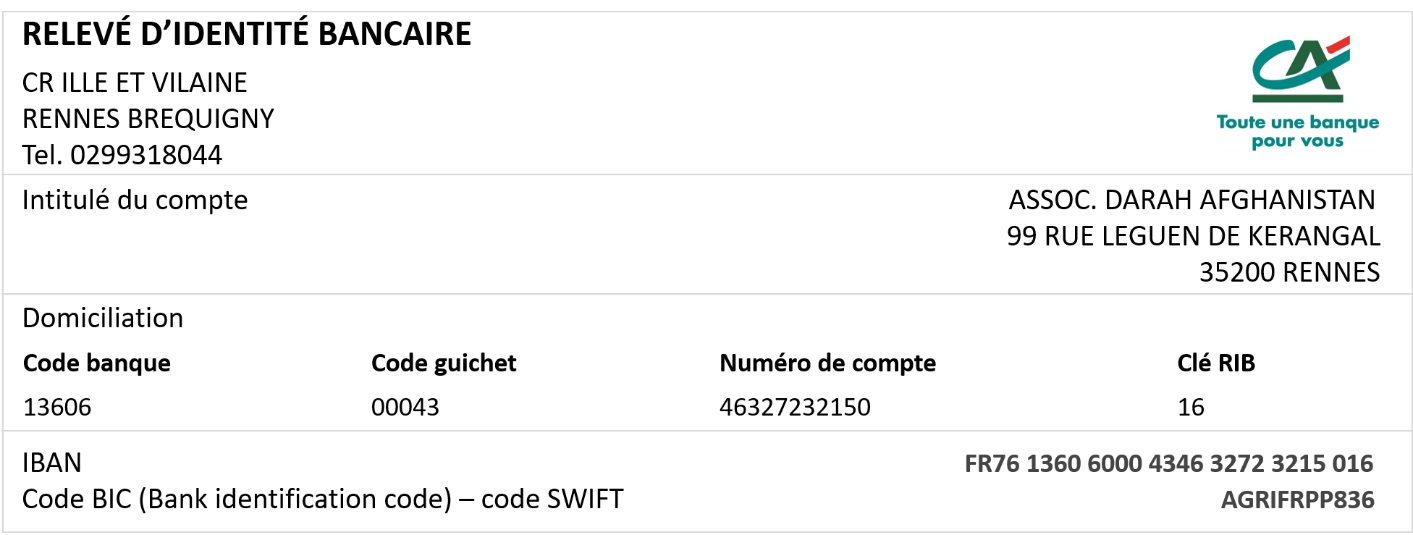 RELEVÉ D’IDENTITÉ BANCAIRE
CR ILLE ET VILAINE
RENNES BREQUIGNY
Tel. 0299318044
CA
Toute une banque
pour vous
Intitulé du compte
ASSOC. DARAH AFGHANISTAN
99 RUE LEGUEN DE KERANGAL
35200 RENNES
Domiciliation
Code banque Code guichet Numéro de compte Clé RIB
13606 00043 46327232150 16
IBAN FR76 1360 6000 4346 3272 3215 016
Code BIC (Bank identification code) – code SWIFT AGRIFRPP836